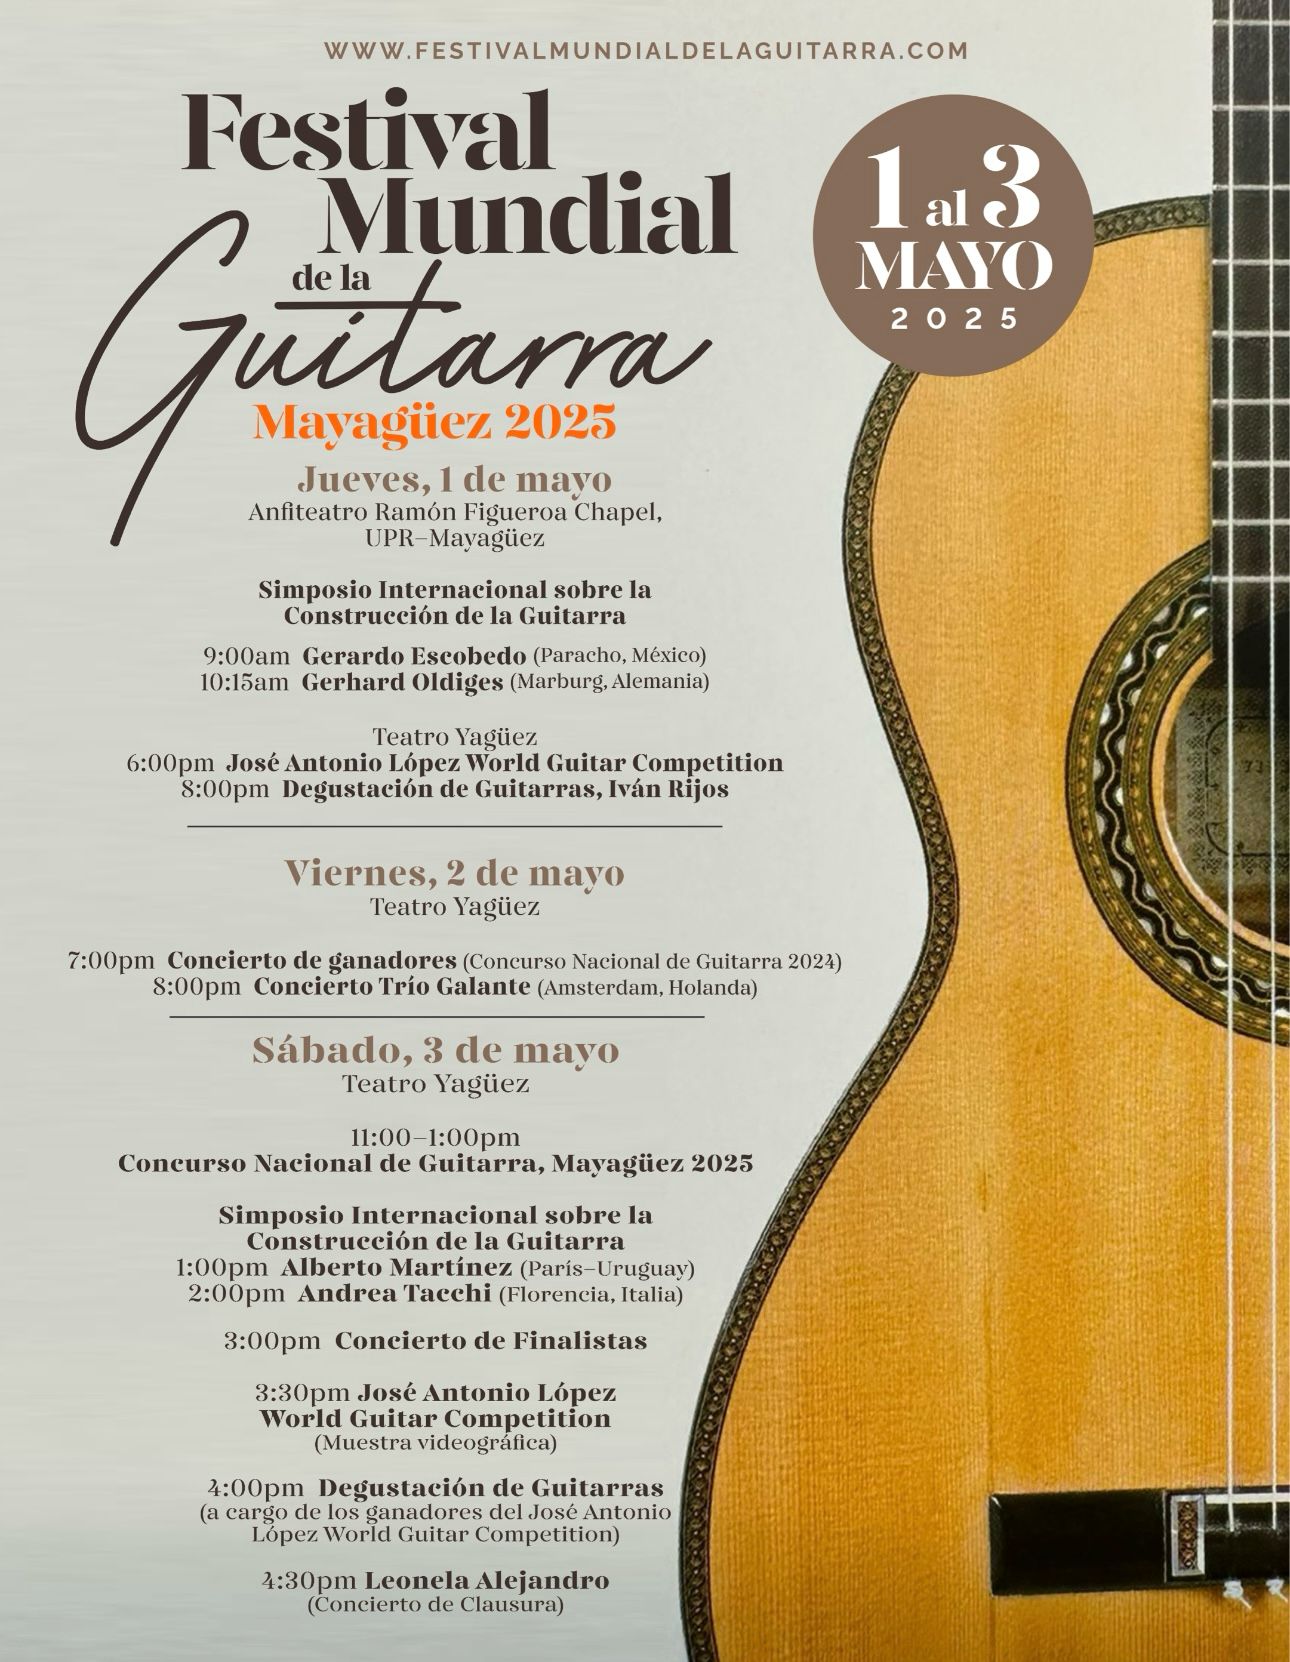 WWW.FESTIVALMUNDIALDELAGUITARRA.COM
Festival
Mundial
de la
Guitarra
1 al 3
MAYO
2025
Mayagüez 2025
Jueves, 1 de mayo
Anfiteatro Ramón Figueroa Chapel,
UPR–Mayagüez
Simposio Internacional sobre la
Construcción de la Guitarra
9:00am Gerardo Escobedo (Paracho, México)
10:15am Gerhard Oldiges (Marburg, Alemania)
Teatro Yagüez
6:00pm José Antonio López World Guitar Competition
8:00pm Degustación de Guitarras, Iván Rijos
Viernes, 2 de mayo
Teatro Yagüez
7:00pm Concierto de ganadores (Concurso Nacional de Guitarra 2024)
8:00pm Concierto Trío Galante (Amsterdam, Holanda)
Sábado, 3 de mayo
Teatro Yagüez
11:00–1:00pm
Concurso Nacional de Guitarra, Mayagüez 2025
Simposio Internacional sobre la
Construcción de la Guitarra
1:00pm Alberto Martínez (París–Uruguay)
2:00pm Andrea Tacchi (Florencia, Italia)
3:00pm Concierto de Finalistas
3:30pm José Antonio López
World Guitar Competition
(Muestra videográfica)
4:00pm Degustación de Guitarras
(a cargo de los ganadores del José Antonio
López World Guitar Competition)
4:30pm Leonela Alejandro
(Concierto de Clausura)